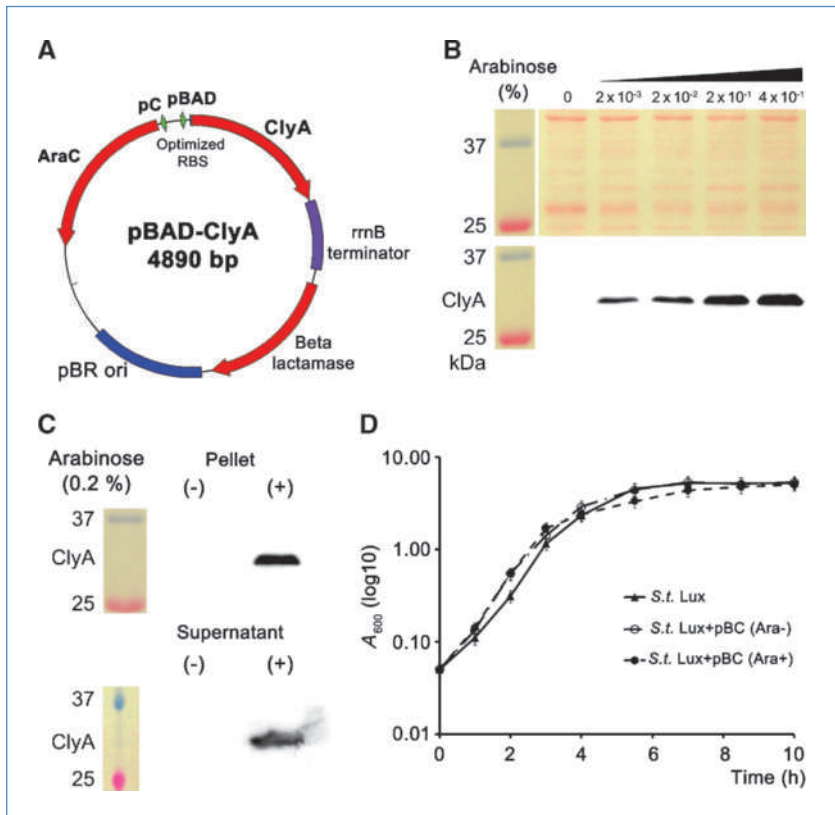 A
pC pBAD
ClyA
Optimized
RBS
AraC
pBAD-ClyA
4890 bp
rrnB
terminator
Beta
lactamase
pBR ori
B
Arabinose
(%)
0 2 x 10⁻³ 2 x 10⁻² 2 x 10⁻¹ 4 x 10⁻¹
37
25
37
ClyA
25
kDa
C
Arabinose
(0.2 %)
Pellet
(-) (+)
37
ClyA
25
Supernatant
(-) (+)
37
ClyA
25
D
A₆₀₀ (log10)
10.00
1.00
0.10
0.01
S.t. Lux
S.t. Lux+pBC (Ara-)
S.t. Lux+pBC (Ara+)
0 2 4 6 8 10
Time (h)